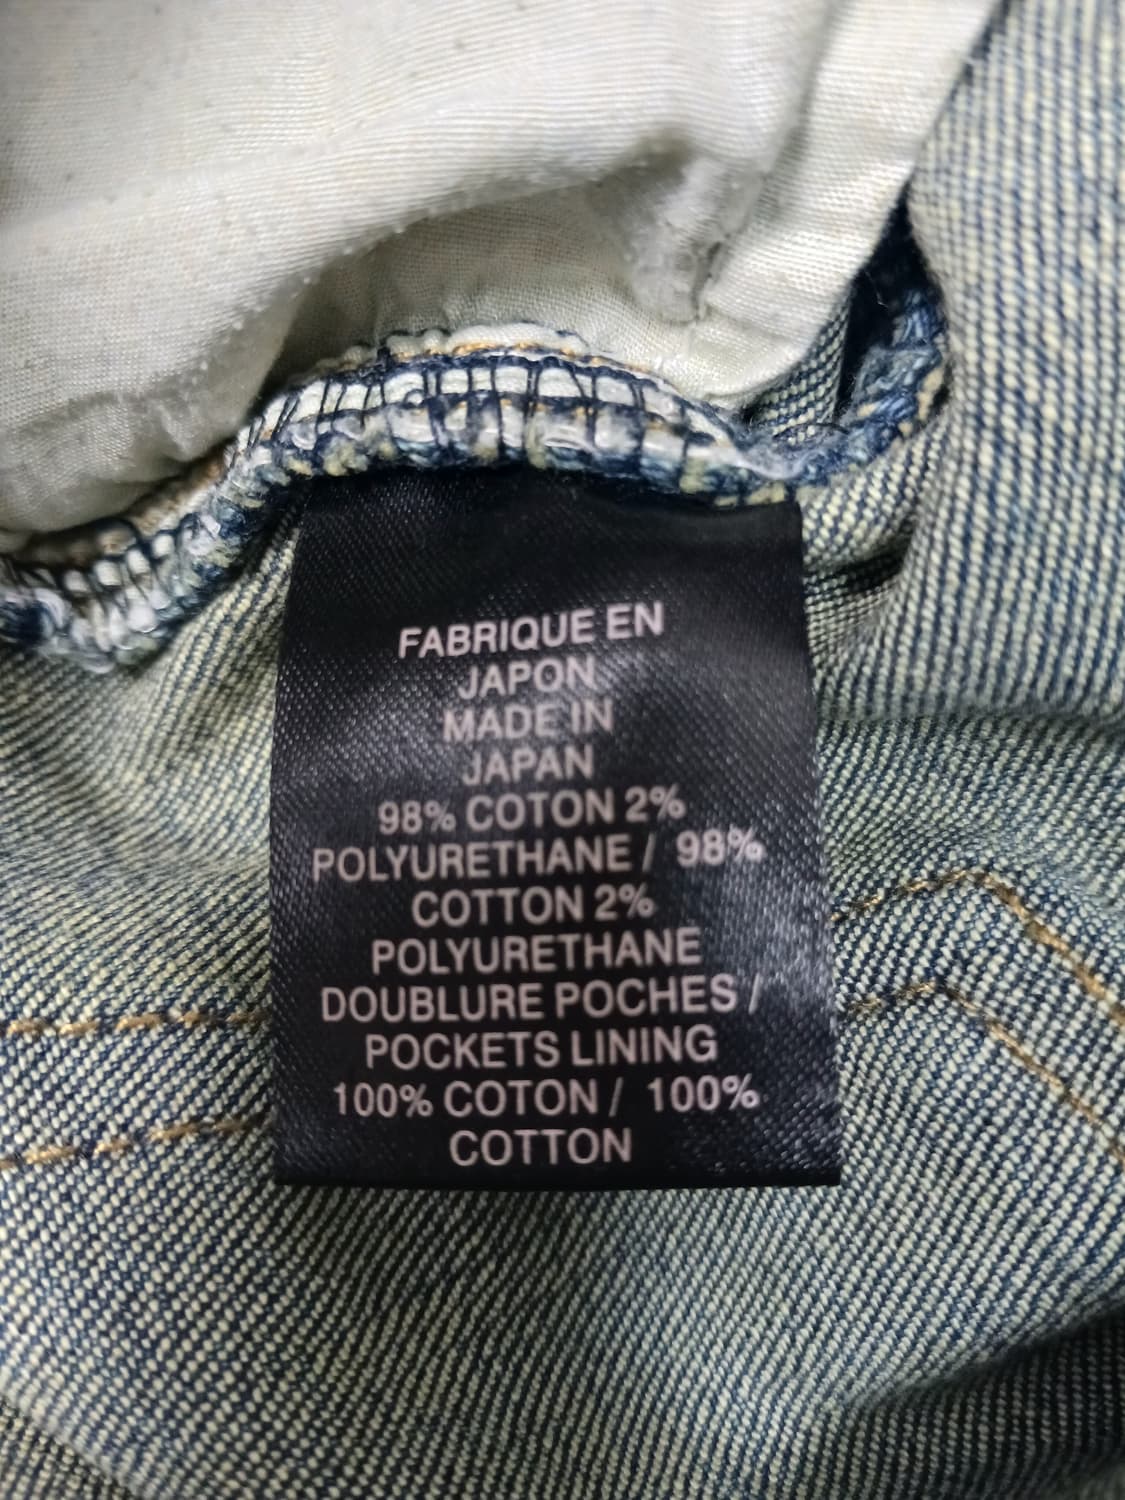 FABRIQUE EN
JAPON
MADE IN
JAPAN
98% COTON 2%
POLYURETHANE / 98%
COTTON 2%
POLYURETHANE
DOUBLURE POCHES /
POCKETS LINING
100% COTON / 100%
COTTON